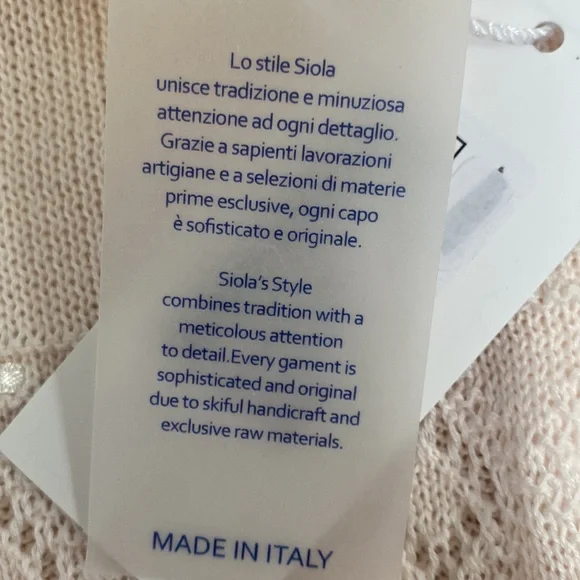 Lo stile Siola
unisce tradizione e minuziosa
attenzione ad ogni dettaglio.
Grazie a sapienti lavorazioni
artigiane e a selezioni di materie
prime esclusive, ogni capo
è sofisticato e originale.
Siola's Style
combines tradition with a
meticolous attention
to detail.Every gament is
sophisticated and original
due to skiful handicraft and
exclusive raw materials.
MADE IN ITALY